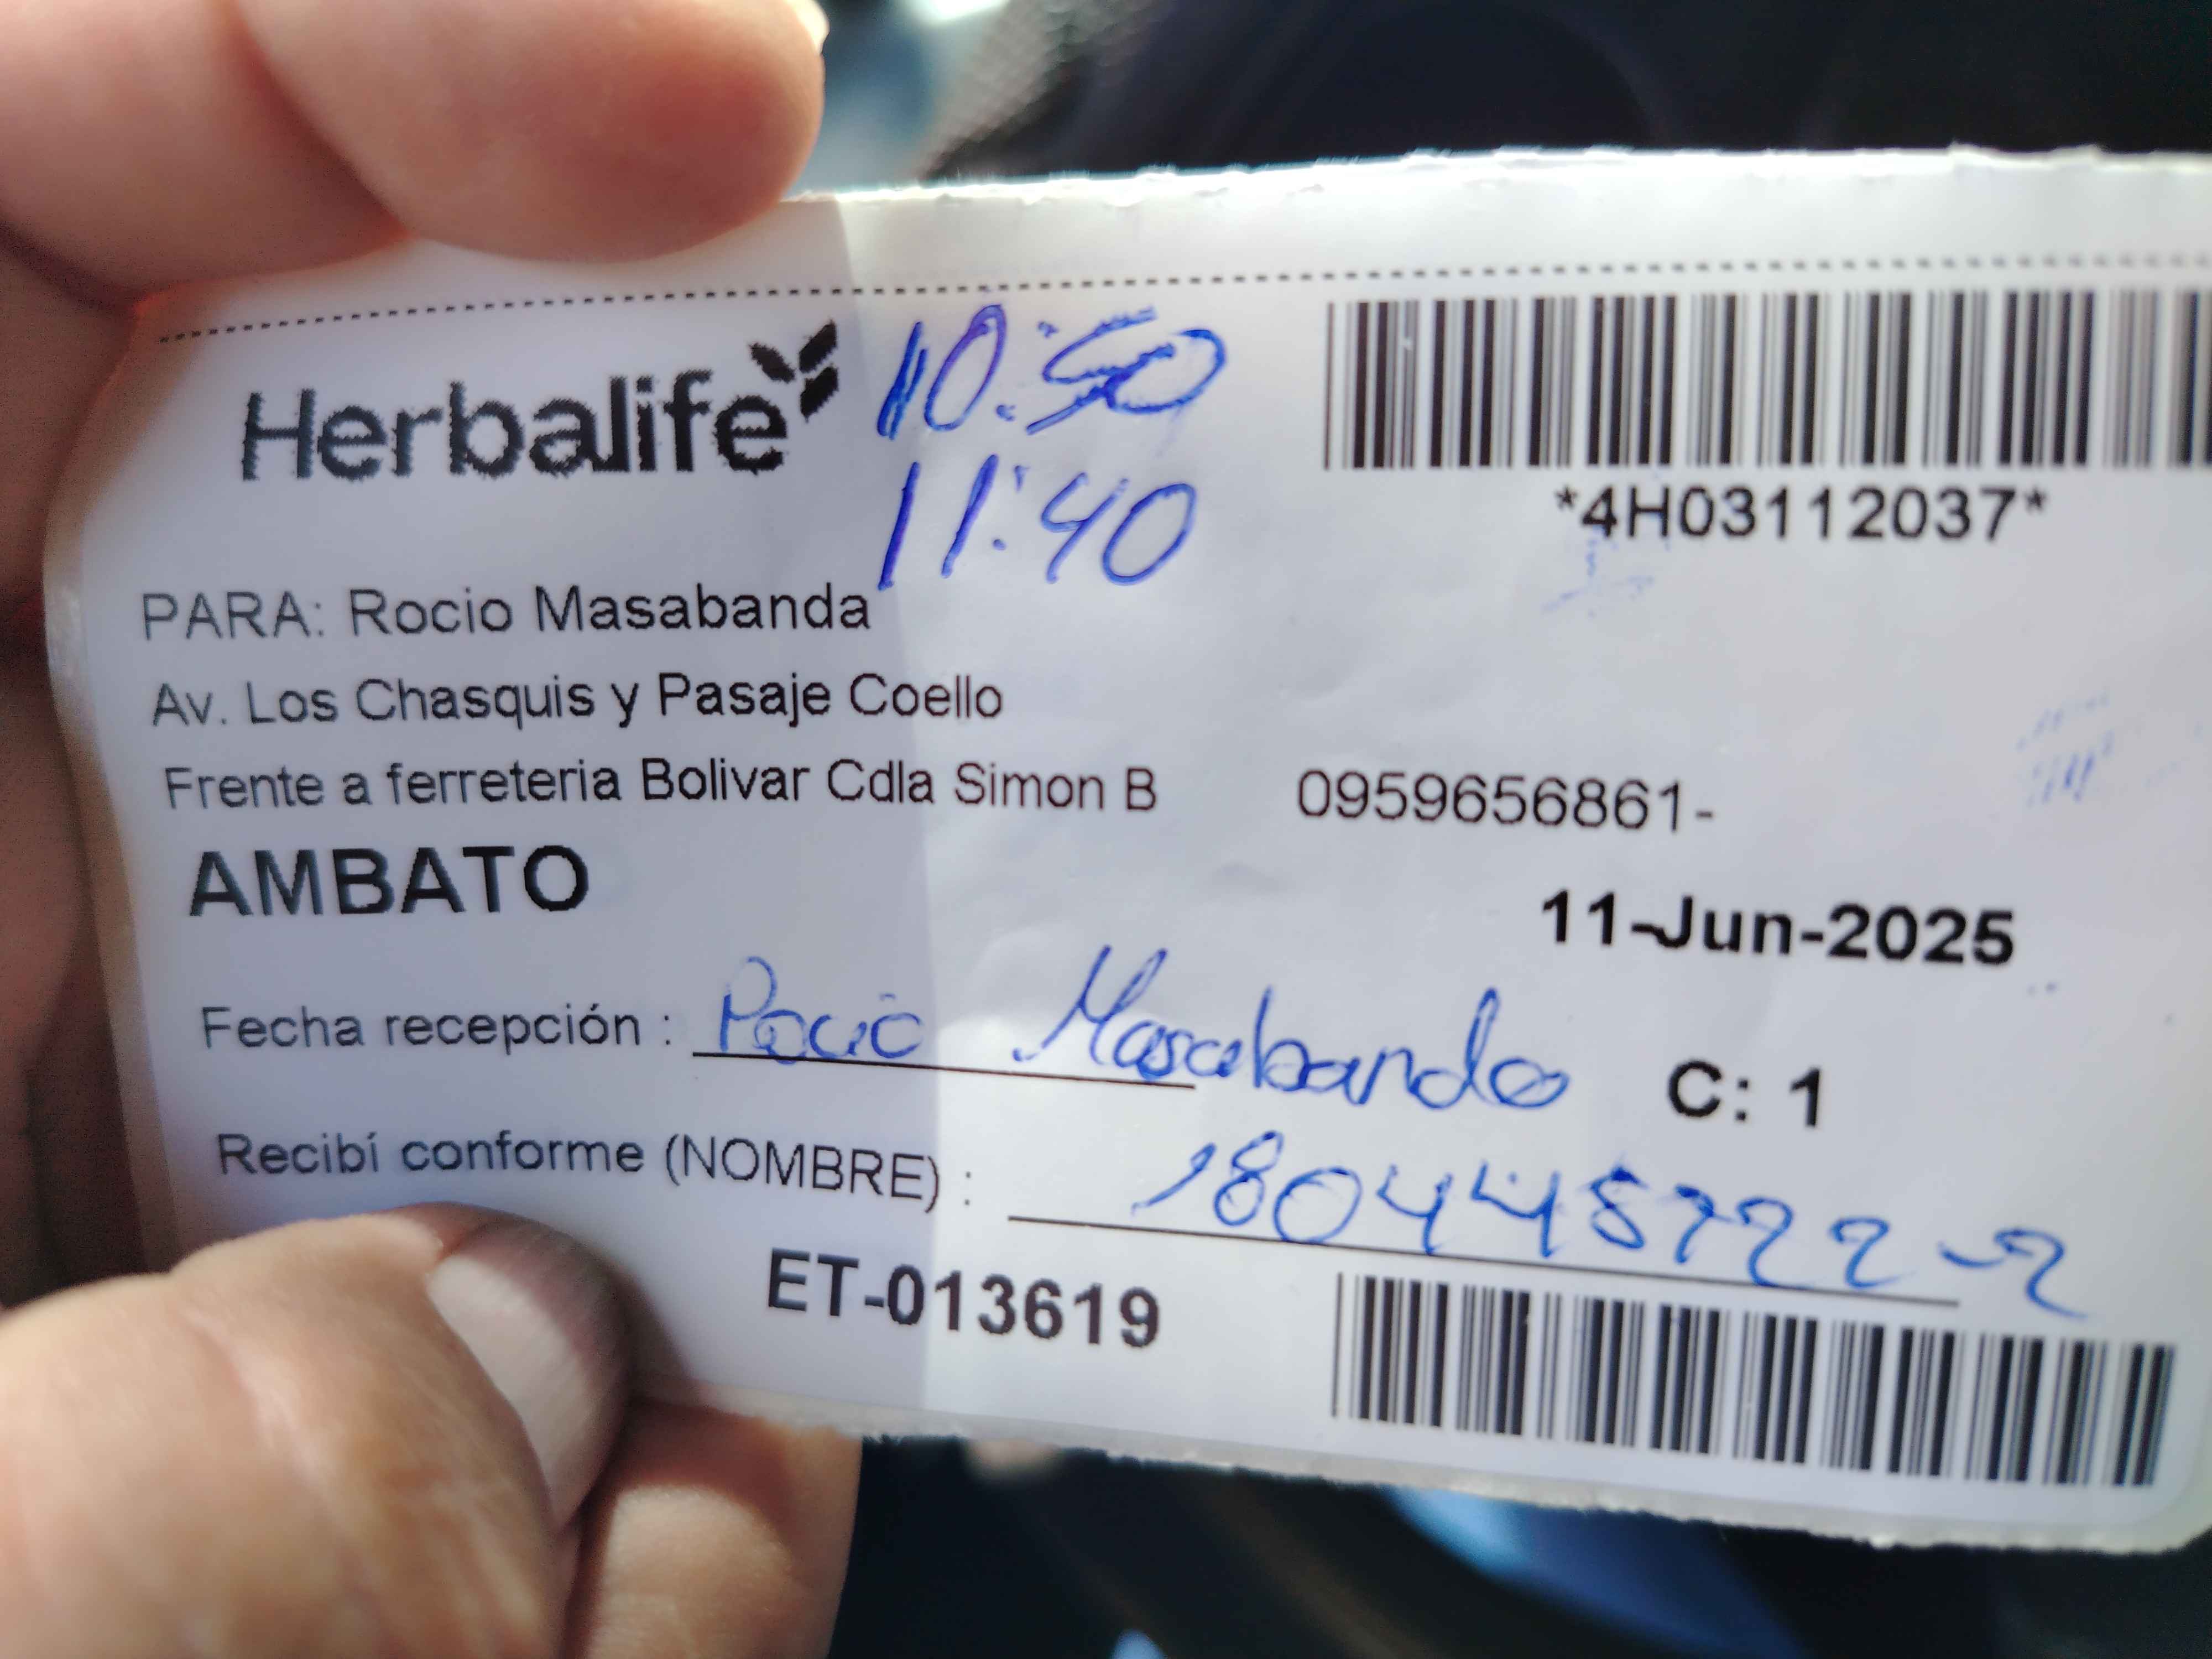 Herbalife
10:50
11:40
*4H03112037*
PARA: Rocio Masabanda
Av. Los Chasquis y Pasaje Coello
Frente a ferreteria Bolivar Cdla Simon B 0959656861-
AMBATO
11-Jun-2025
Fecha recepción : Rocio Masabanda
C: 1
Recibí conforme (NOMBRE) : 180448722-2
ET-013619